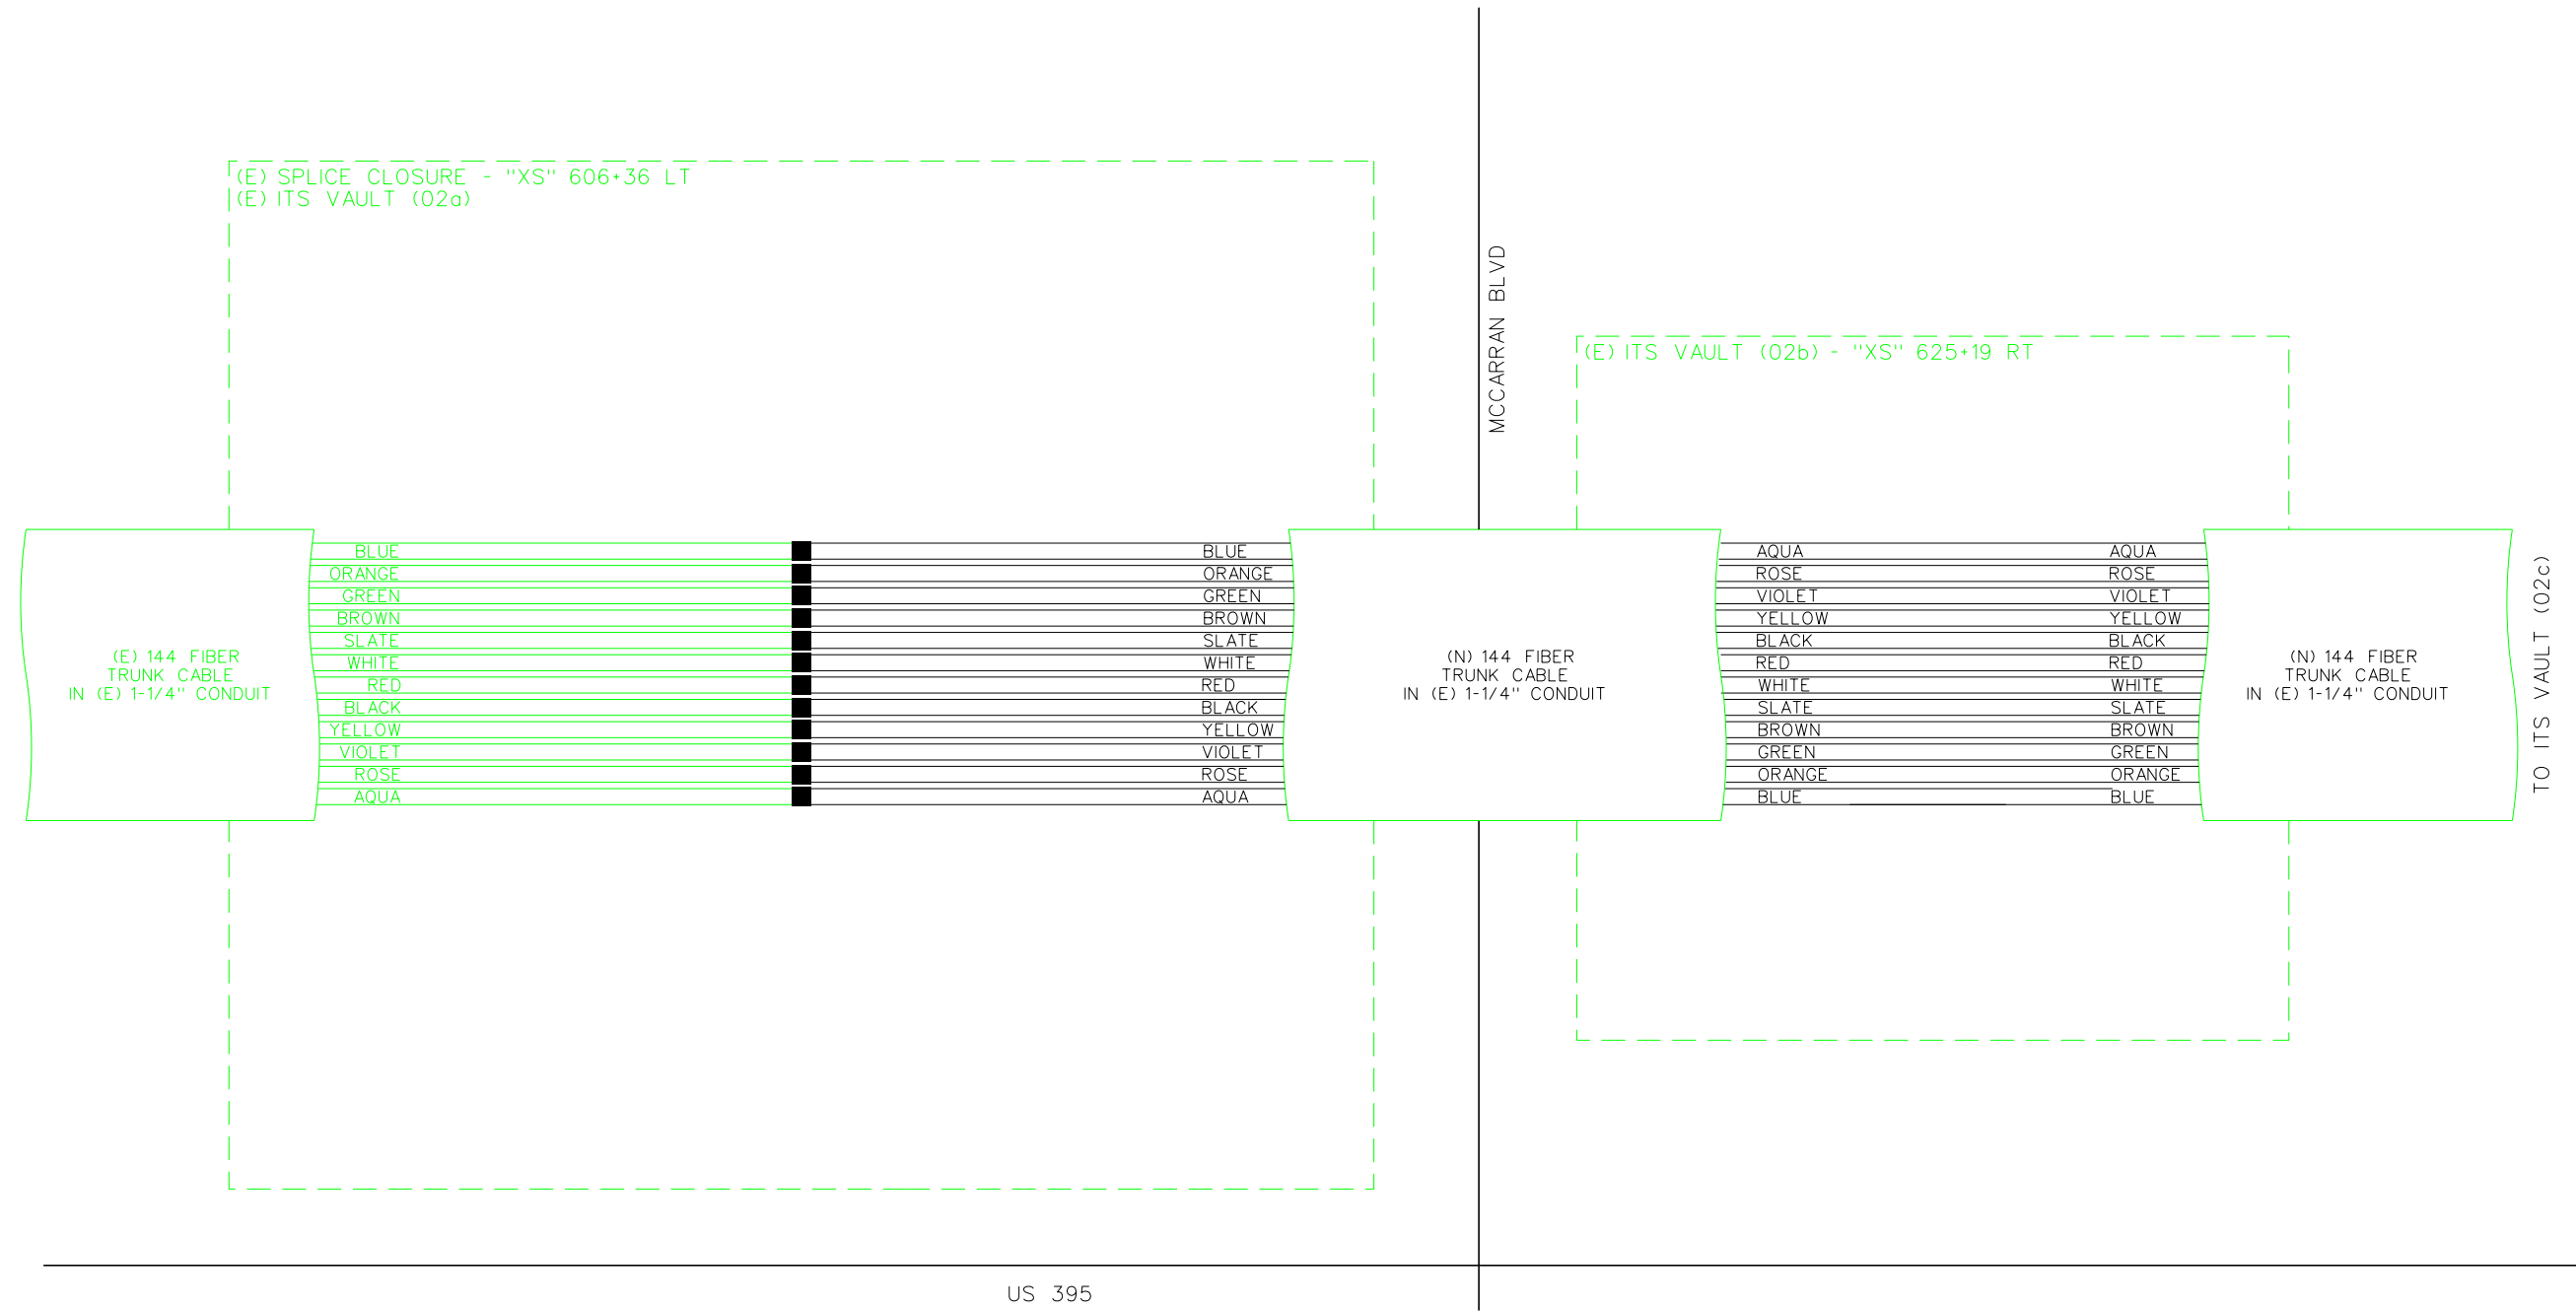 (E) SPLICE CLOSURE - "XS" 606+36 LT
(E) ITS VAULT (02a)
MCCARRAN BLVD
(E) ITS VAULT (02b) - "XS" 625+19 RT
(E) 144 FIBER
TRUNK CABLE
IN (E) 1-1/4" CONDUIT
BLUE
ORANGE
GREEN
BROWN
SLATE
WHITE
RED
BLACK
YELLOW
VIOLET
ROSE
AQUA
BLUE
ORANGE
GREEN
BROWN
SLATE
WHITE
RED
BLACK
YELLOW
VIOLET
ROSE
AQUA
(N) 144 FIBER
TRUNK CABLE
IN (E) 1-1/4" CONDUIT
AQUA
ROSE
VIOLET
YELLOW
BLACK
RED
WHITE
SLATE
BROWN
GREEN
ORANGE
BLUE
AQUA
ROSE
VIOLET
YELLOW
BLACK
RED
WHITE
SLATE
BROWN
GREEN
ORANGE
BLUE
(N) 144 FIBER
TRUNK CABLE
IN (E) 1-1/4" CONDUIT
TO ITS VAULT (02c)
US 395